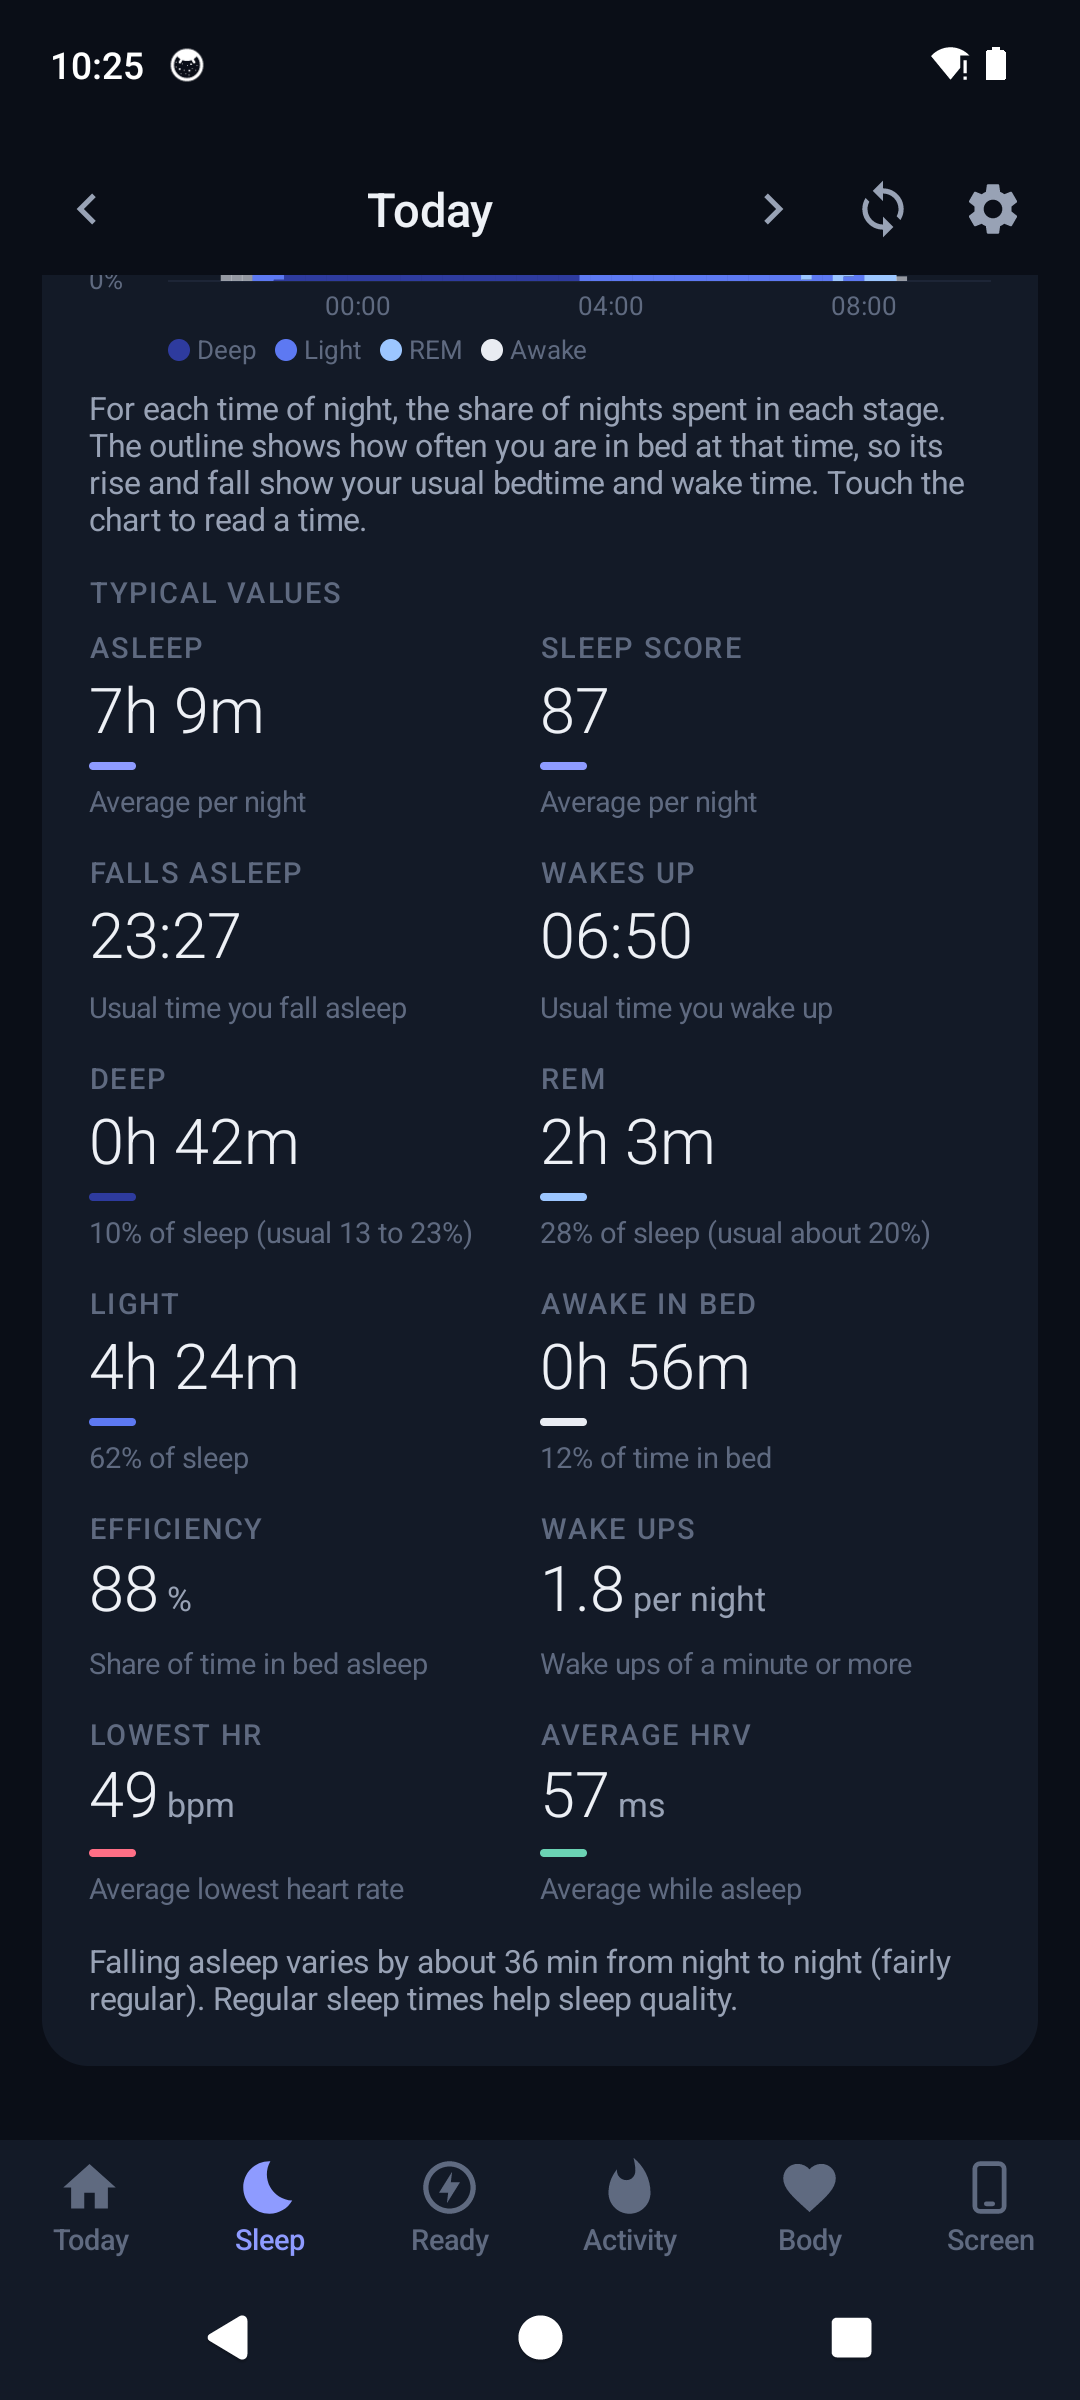 10:25
Today
0%
00:00 04:00 08:00
Deep Light REM Awake
For each time of night, the share of nights spent in each stage.
The outline shows how often you are in bed at that time, so its
rise and fall show your usual bedtime and wake time. Touch the
chart to read a time.
TYPICAL VALUES
ASLEEP
7h 9m
Average per night
SLEEP SCORE
87
Average per night
FALLS ASLEEP
23:27
Usual time you fall asleep
WAKES UP
06:50
Usual time you wake up
DEEP
0h 42m
10% of sleep (usual 13 to 23%)
REM
2h 3m
28% of sleep (usual about 20%)
LIGHT
4h 24m
62% of sleep
AWAKE IN BED
0h 56m
12% of time in bed
EFFICIENCY
88 %
Share of time in bed asleep
WAKE UPS
1.8 per night
Wake ups of a minute or more
LOWEST HR
49 bpm
Average lowest heart rate
AVERAGE HRV
57 ms
Average while asleep
Falling asleep varies by about 36 min from night to night (fairly
regular). Regular sleep times help sleep quality.
Today Sleep Ready Activity Body Screen